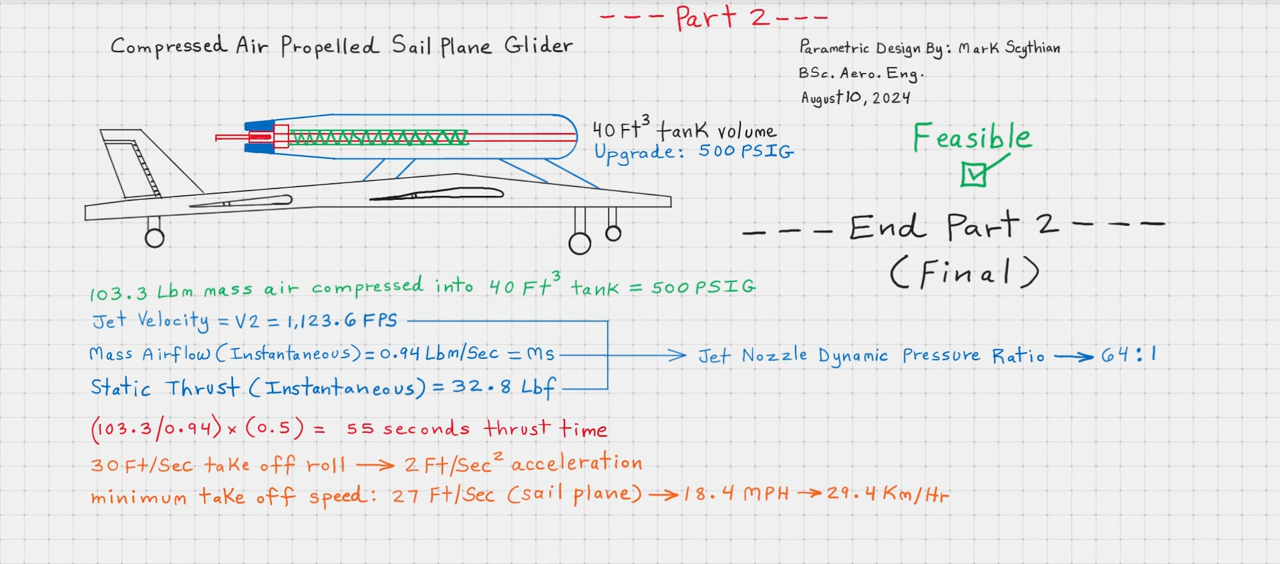 --- Part 2 ---
Compressed Air Propelled Sail Plane Glider
Parametric Design By: Mark Scythian
BSc. Aero. Eng.
August 10, 2024
40 Ft³ tank volume
Upgrade: 500 PSIG
Feasible
--- End Part 2 ---
(Final)
103.3 Lbm mass air compressed into 40 Ft³ tank = 500 PSIG
Jet Velocity = V2 = 1,123.6 FPS
Mass Airflow (Instantaneous) = 0.94 Lbm/Sec = ms
Jet Nozzle Dynamic Pressure Ratio → 64:1
Static Thrust (Instantaneous) = 32.8 Lbf
(103.3/0.94) × (0.5) = 55 seconds thrust time
30 Ft/Sec take off roll → 2 Ft/Sec² acceleration
minimum take off speed: 27 Ft/Sec (sail plane) → 18.4 MPH → 29.4 Km/Hr